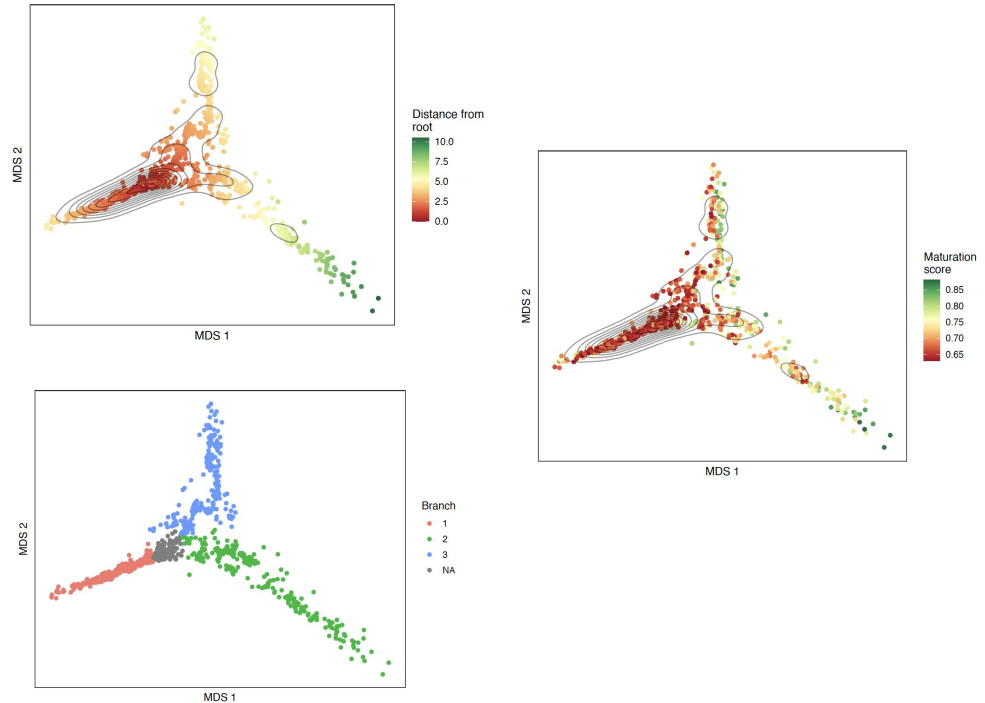 MDS 2
MDS 1
Distance from
root
10.0
7.5
5.0
2.5
0.0
MDS 2
MDS 1
Maturation
score
0.85
0.80
0.75
0.70
0.65
MDS 2
MDS 1
Branch
1
2
3
NA